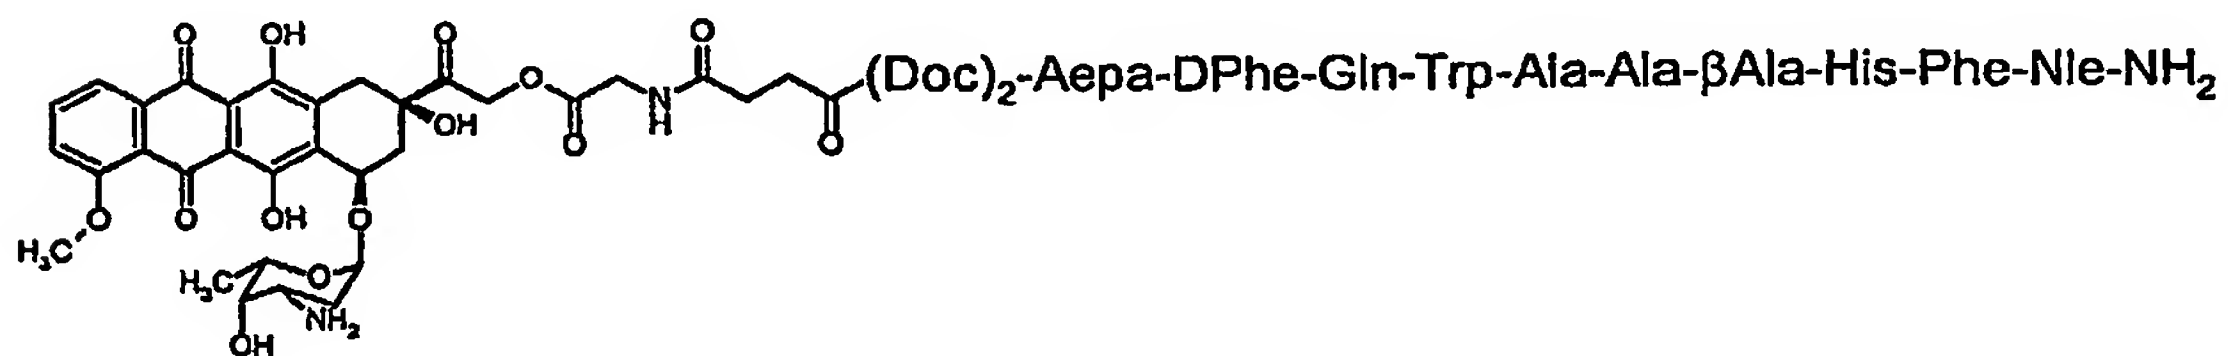 O OH O O
O (Doc)₂-Aepa-DPhe-Gln-Trp-Ala-Ala-βAla-His-Phe-Nle-NH₂
OH O N O
H
O O OH O
H₃C
H₃C O
NH₂
OH